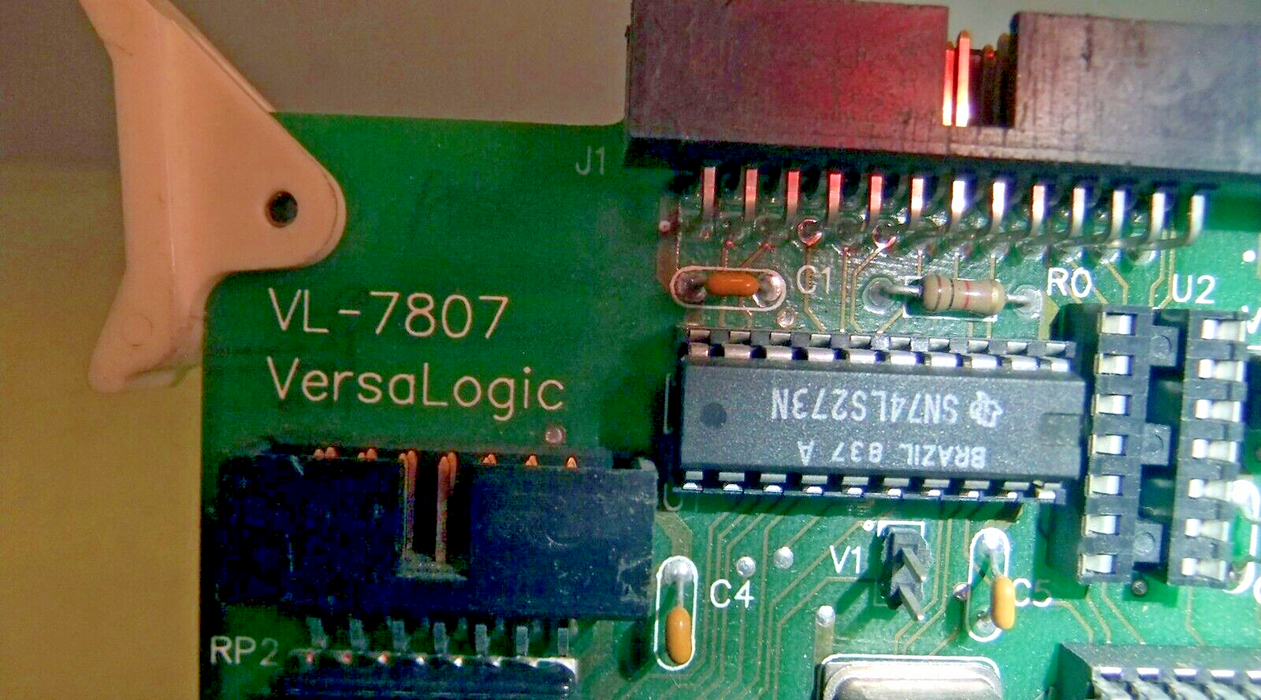 J1
C1
R0
U2
VL-7807
VersaLogic
SN74LS273N
BRAZIL 837 A
V1
C4
C5
RP2